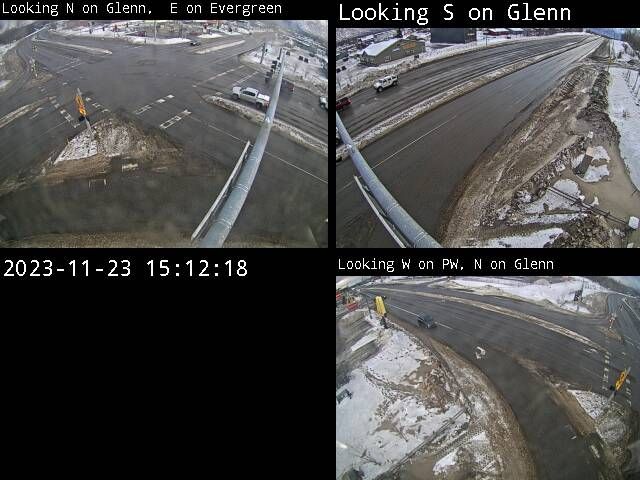 Looking N on Glenn, E on Evergreen
Looking S on Glenn
2023-11-23 15:12:18
Looking W on PW, N on Glenn